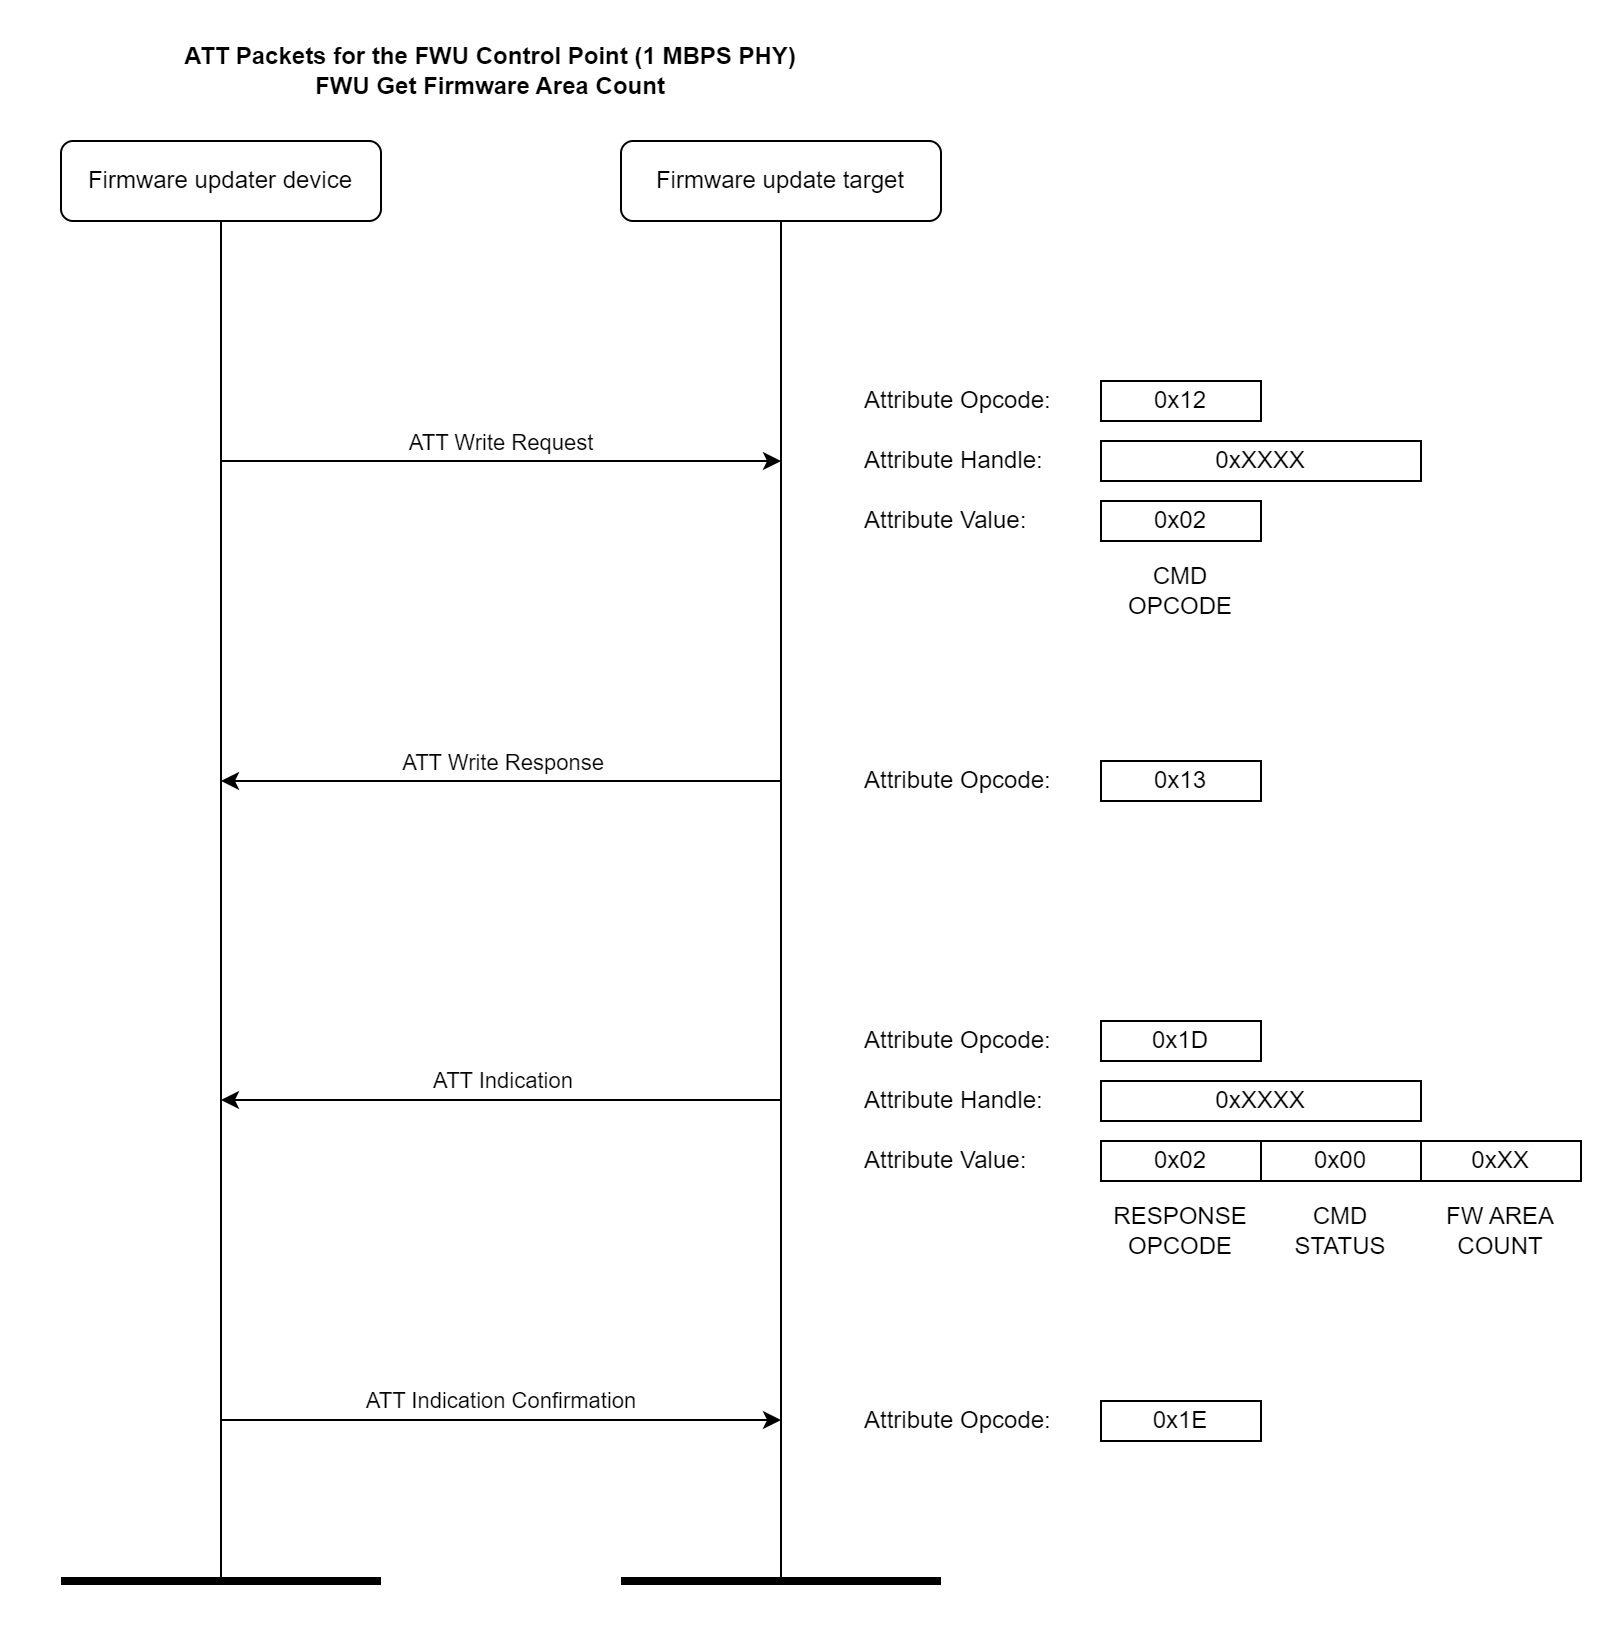 ATT Packets for the FWU Control Point (1 MBPS PHY)
FWU Get Firmware Area Count
Firmware updater device
Firmware update target
Attribute Opcode: 0x12
ATT Write Request
Attribute Handle: 0xXXXX
Attribute Value: 0x02
CMD
OPCODE
ATT Write Response
Attribute Opcode: 0x13
Attribute Opcode: 0x1D
ATT Indication
Attribute Handle: 0xXXXX
Attribute Value: 0x02 0x00 0xXX
RESPONSE CMD FW AREA
OPCODE STATUS COUNT
ATT Indication Confirmation
Attribute Opcode: 0x1E